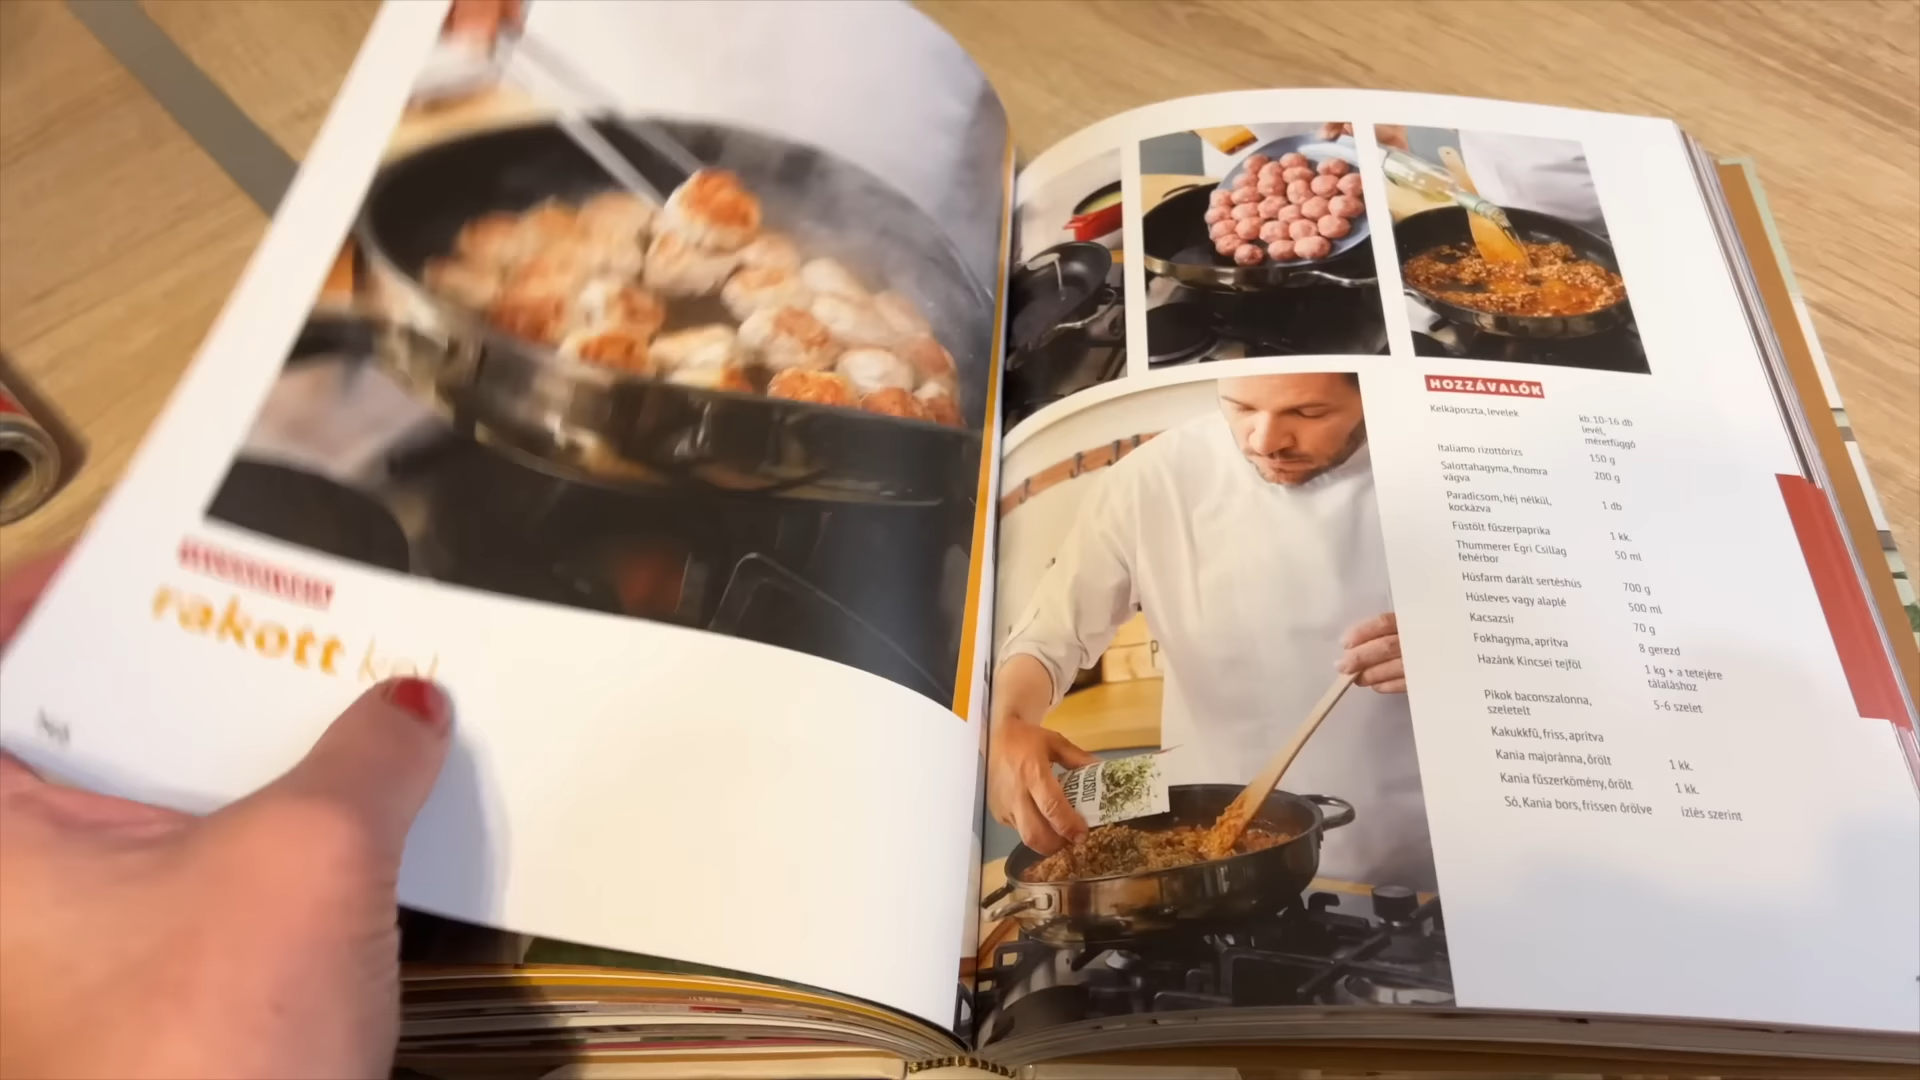 rakott
HOZZÁVALÓK
Kelkáposzta, levelek
kb. 10-16 db
levél,
méretfüggő
Italiamo rizottórizs
150 g
Salottahagyma, finomra
vágva
200 g
Paradicsom, héj nélkül,
kockázva
1 db
Füstölt fűszerpaprika
1 kk.
Thummerer Egri Csillag
fehérbor
50 ml
Húsfarm darált sertéshús
700 g
Húsleves vagy alaplé
500 ml
Kacsazsír
70 g
Fokhagyma, aprítva
8 gerezd
Hazánk Kincsei tejföl
1 kg + a tetejére
tálaláshoz
Pikok baconszalonna,
szeletelt
5-6 szelet
Kakukkfű, friss, aprítva
Kania majoránna, őrölt
1 kk.
Kania fűszerkömény, őrölt
1 kk.
Só, Kania bors, frissen őrölve
ízlés szerint